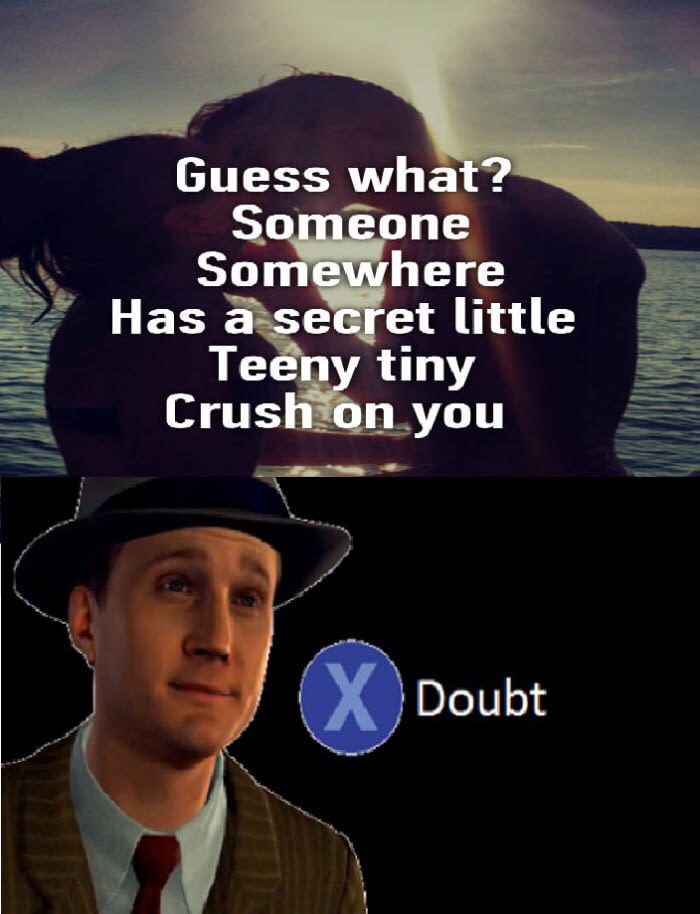 Guess what?
Someone
Somewhere
Has a secret little
Teeny tiny
Crush on you
X Doubt